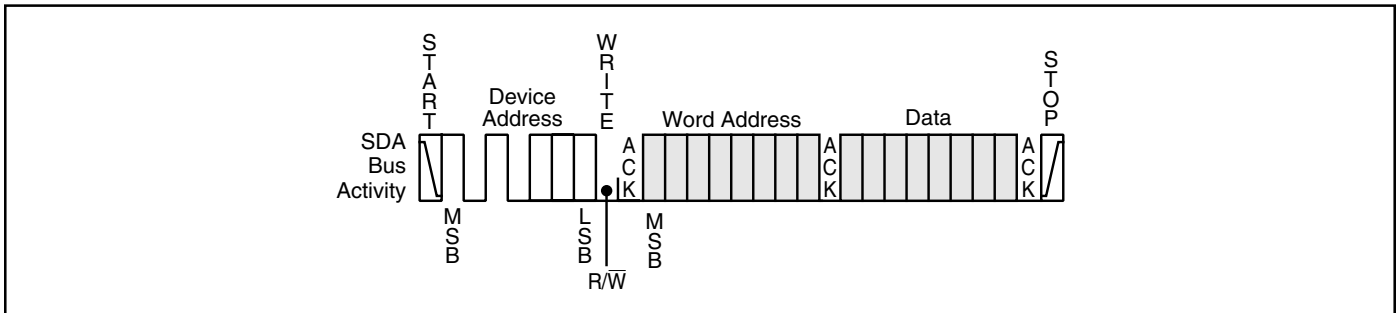 START
WRITE
STOP
Device
Address
Word Address
Data
SDA
Bus
Activity
ACK
ACK
ACK
MSB
LSB
MSB
R/W̅